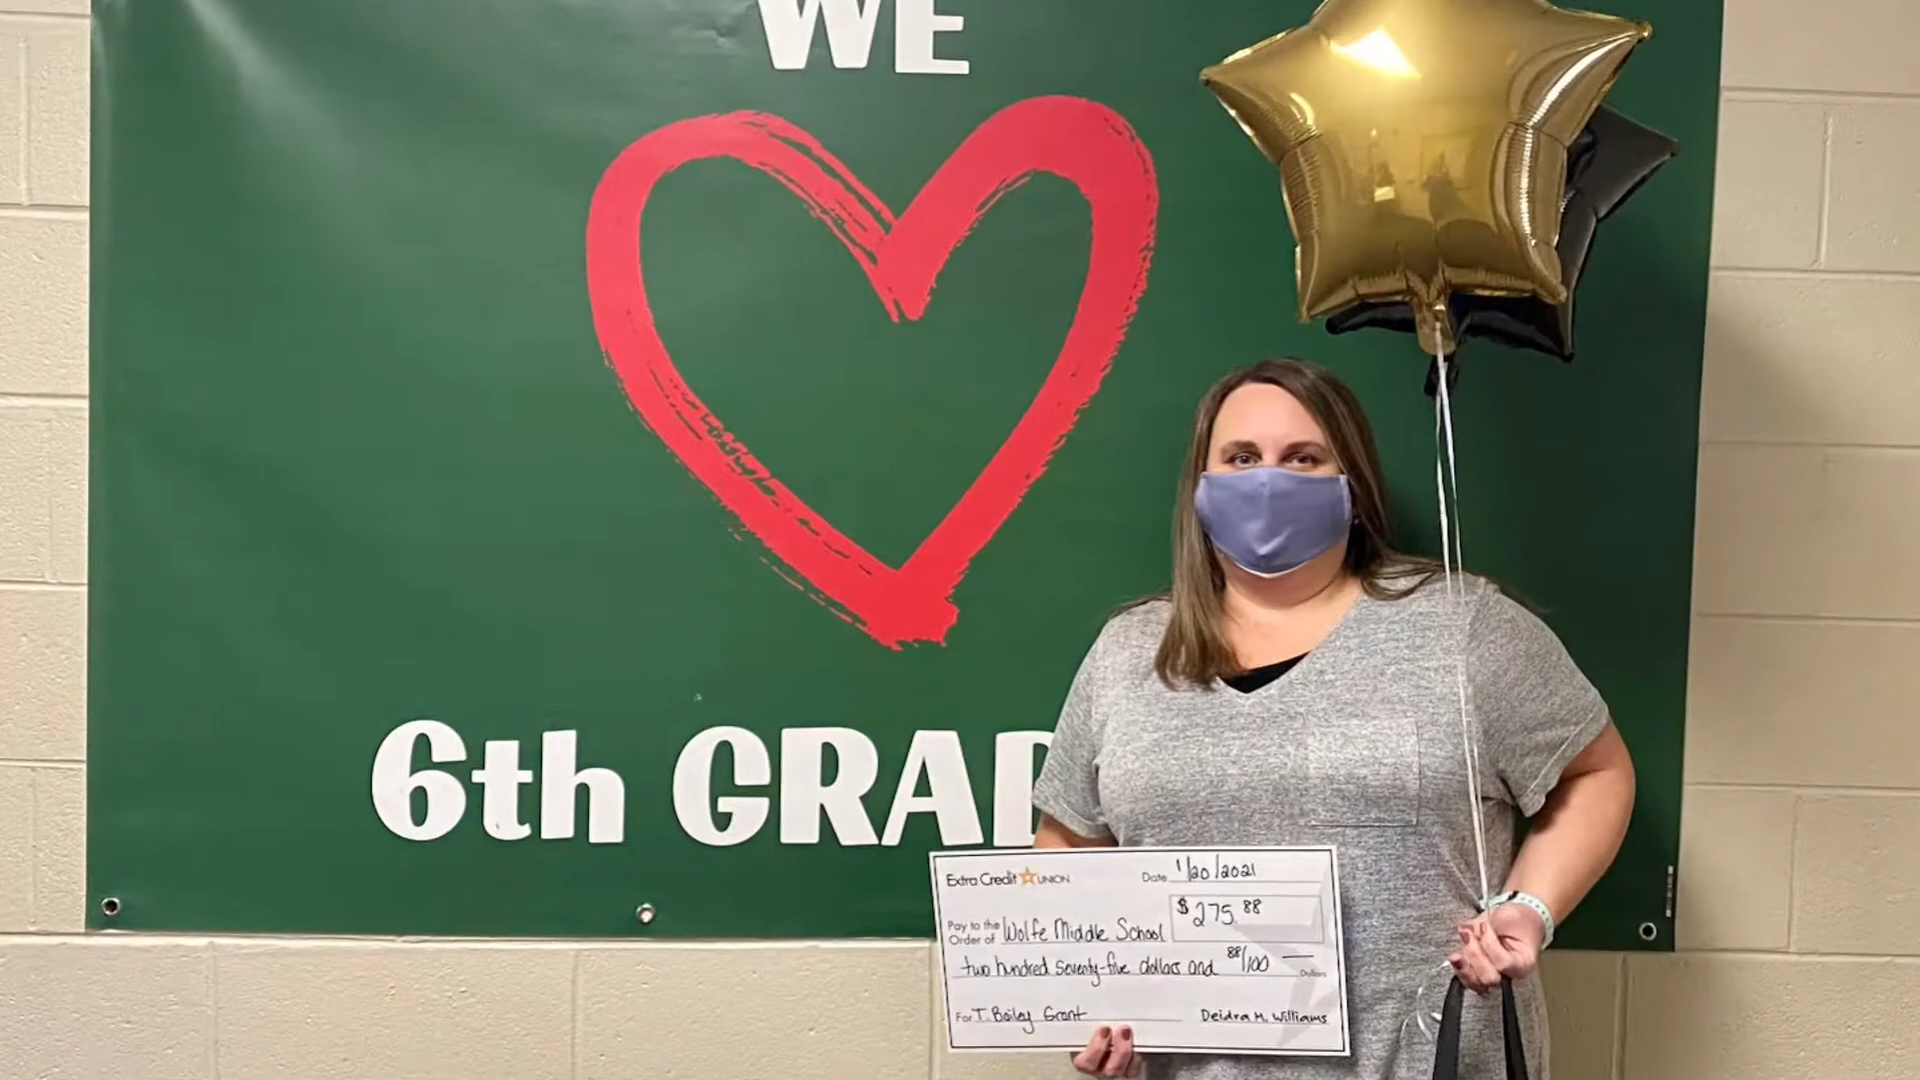 WE
6th GRAD
Extra Credit UNION
Date 1/20/2021
$ 275.88
Pay to the Order of Wolfe Middle School
two hundred seventy-five dollars and 88/100 — Dollars
For T. Bailey Grant
Deidra M. Williams